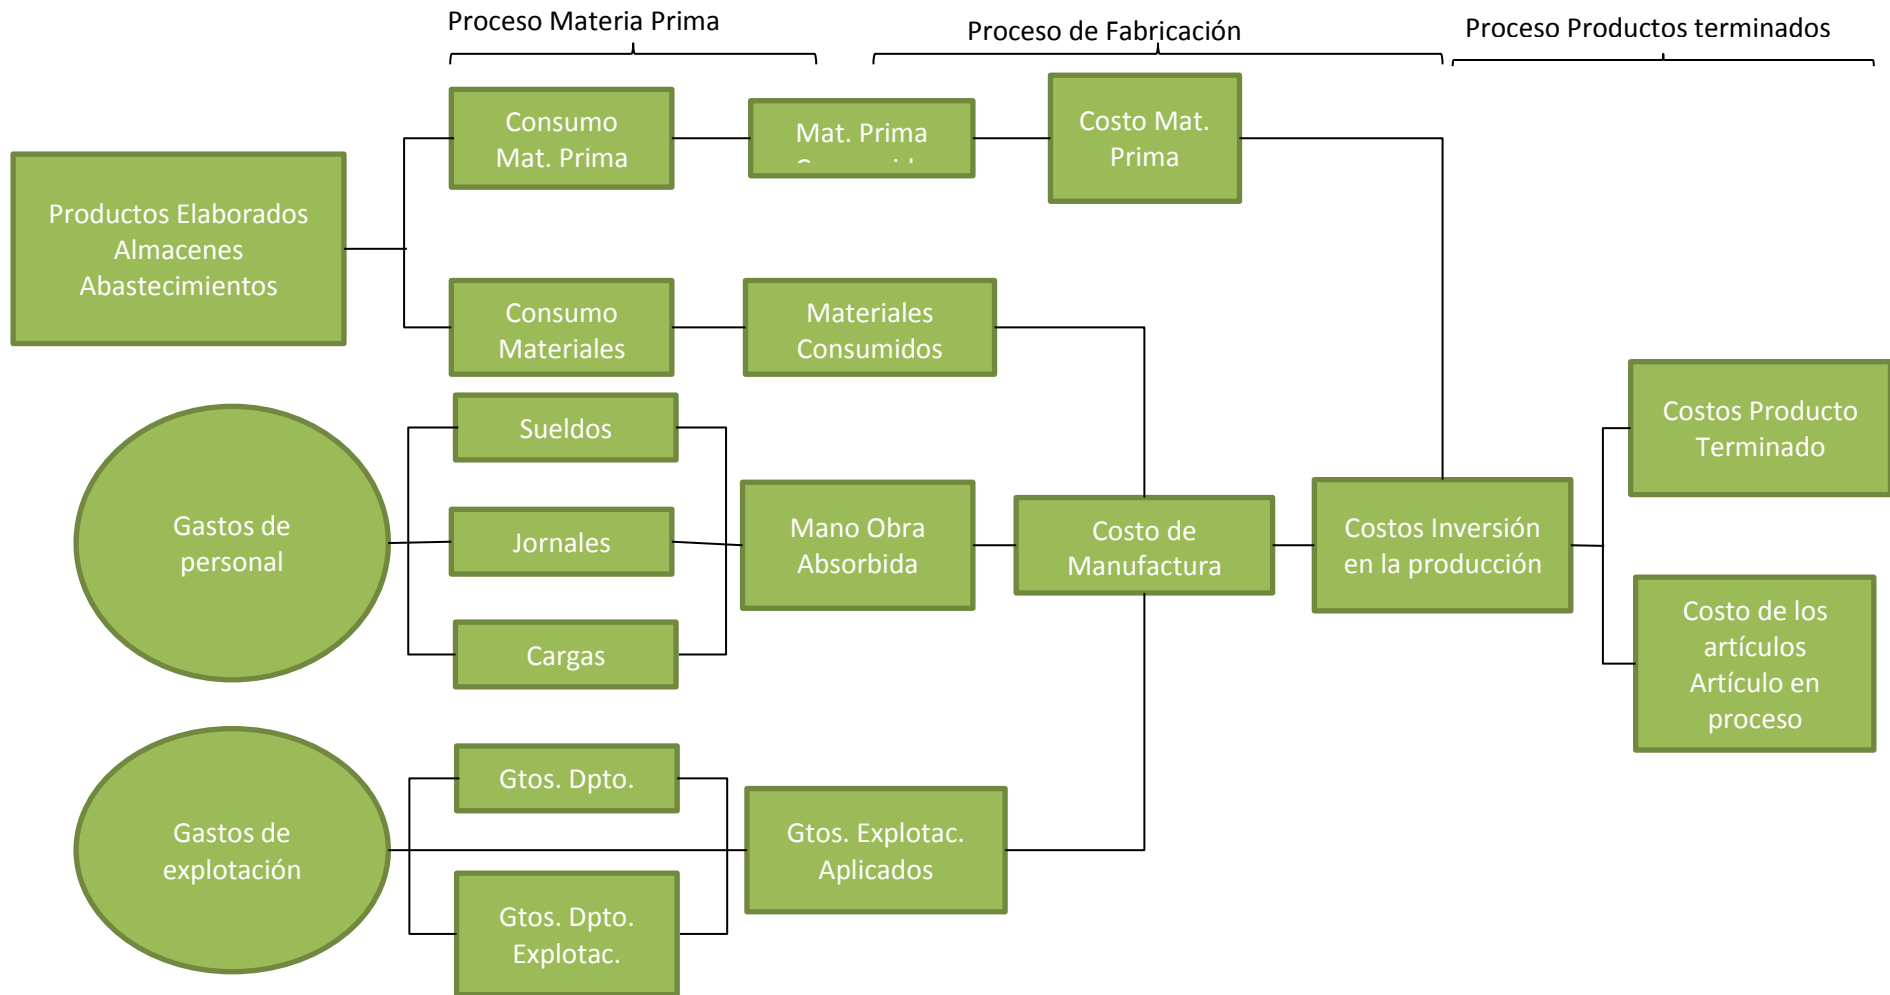 Proceso Materia Prima
Proceso de Fabricación
Proceso Productos terminados
Productos Elaborados
Almacenes
Abastecimientos
Consumo
Mat. Prima
Mat. Prima
Costo Mat.
Prima
Consumo
Materiales
Materiales
Consumidos
Gastos de
personal
Sueldos
Jornales
Cargas
Mano Obra
Absorbida
Costo de
Manufactura
Costos Inversión
en la producción
Costos Producto
Terminado
Costo de los
artículos
Artículo en
proceso
Gastos de
explotación
Gtos. Dpto.
Gtos. Dpto.
Explotac.
Gtos. Explotac.
Aplicados